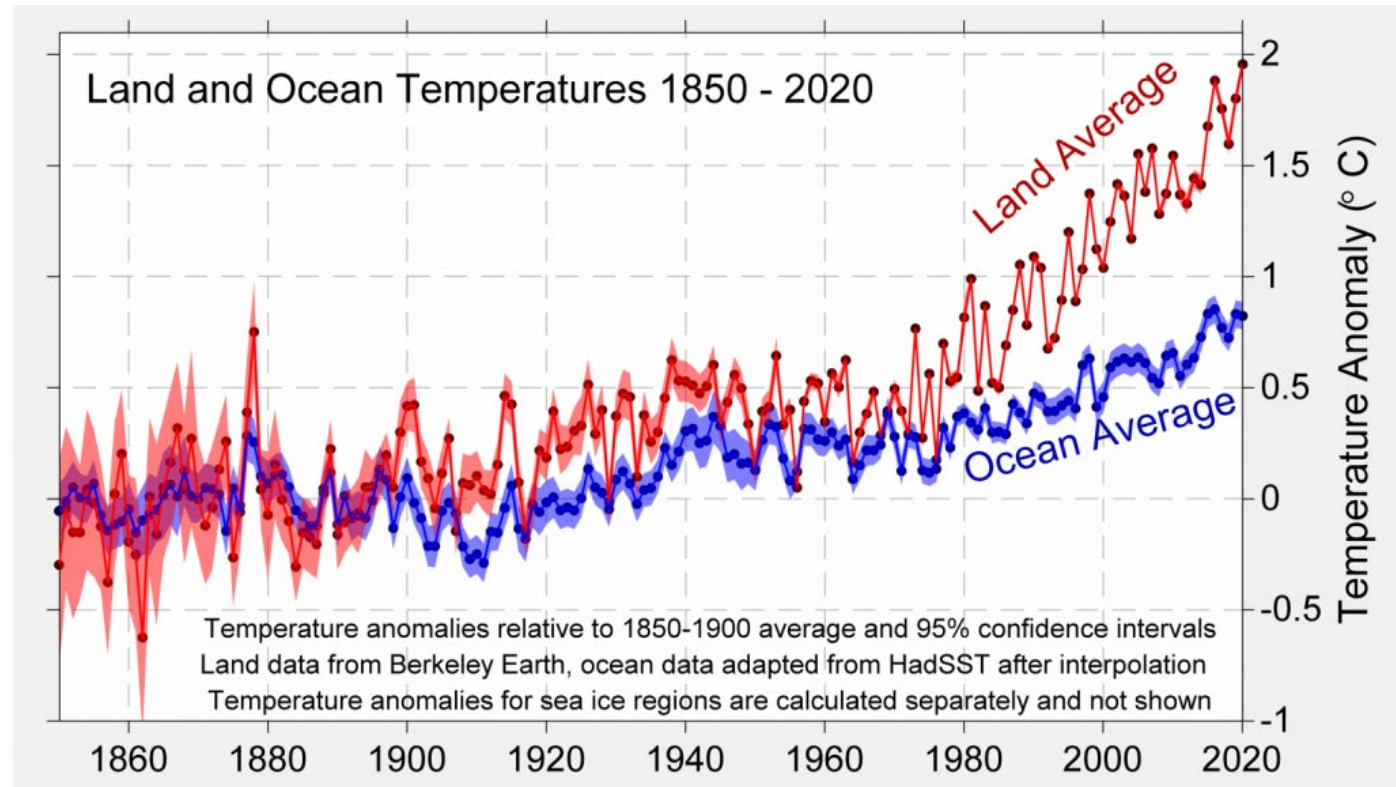 Land and Ocean Temperatures 1850 - 2020
Land Average
Ocean Average
Temperature anomalies relative to 1850-1900 average and 95% confidence intervals
Land data from Berkeley Earth, ocean data adapted from HadSST after interpolation
Temperature anomalies for sea ice regions are calculated separately and not shown
2
1.5
1
0.5
0
-0.5
-1
Temperature Anomaly (° C)
1860 1880 1900 1920 1940 1960 1980 2000 2020